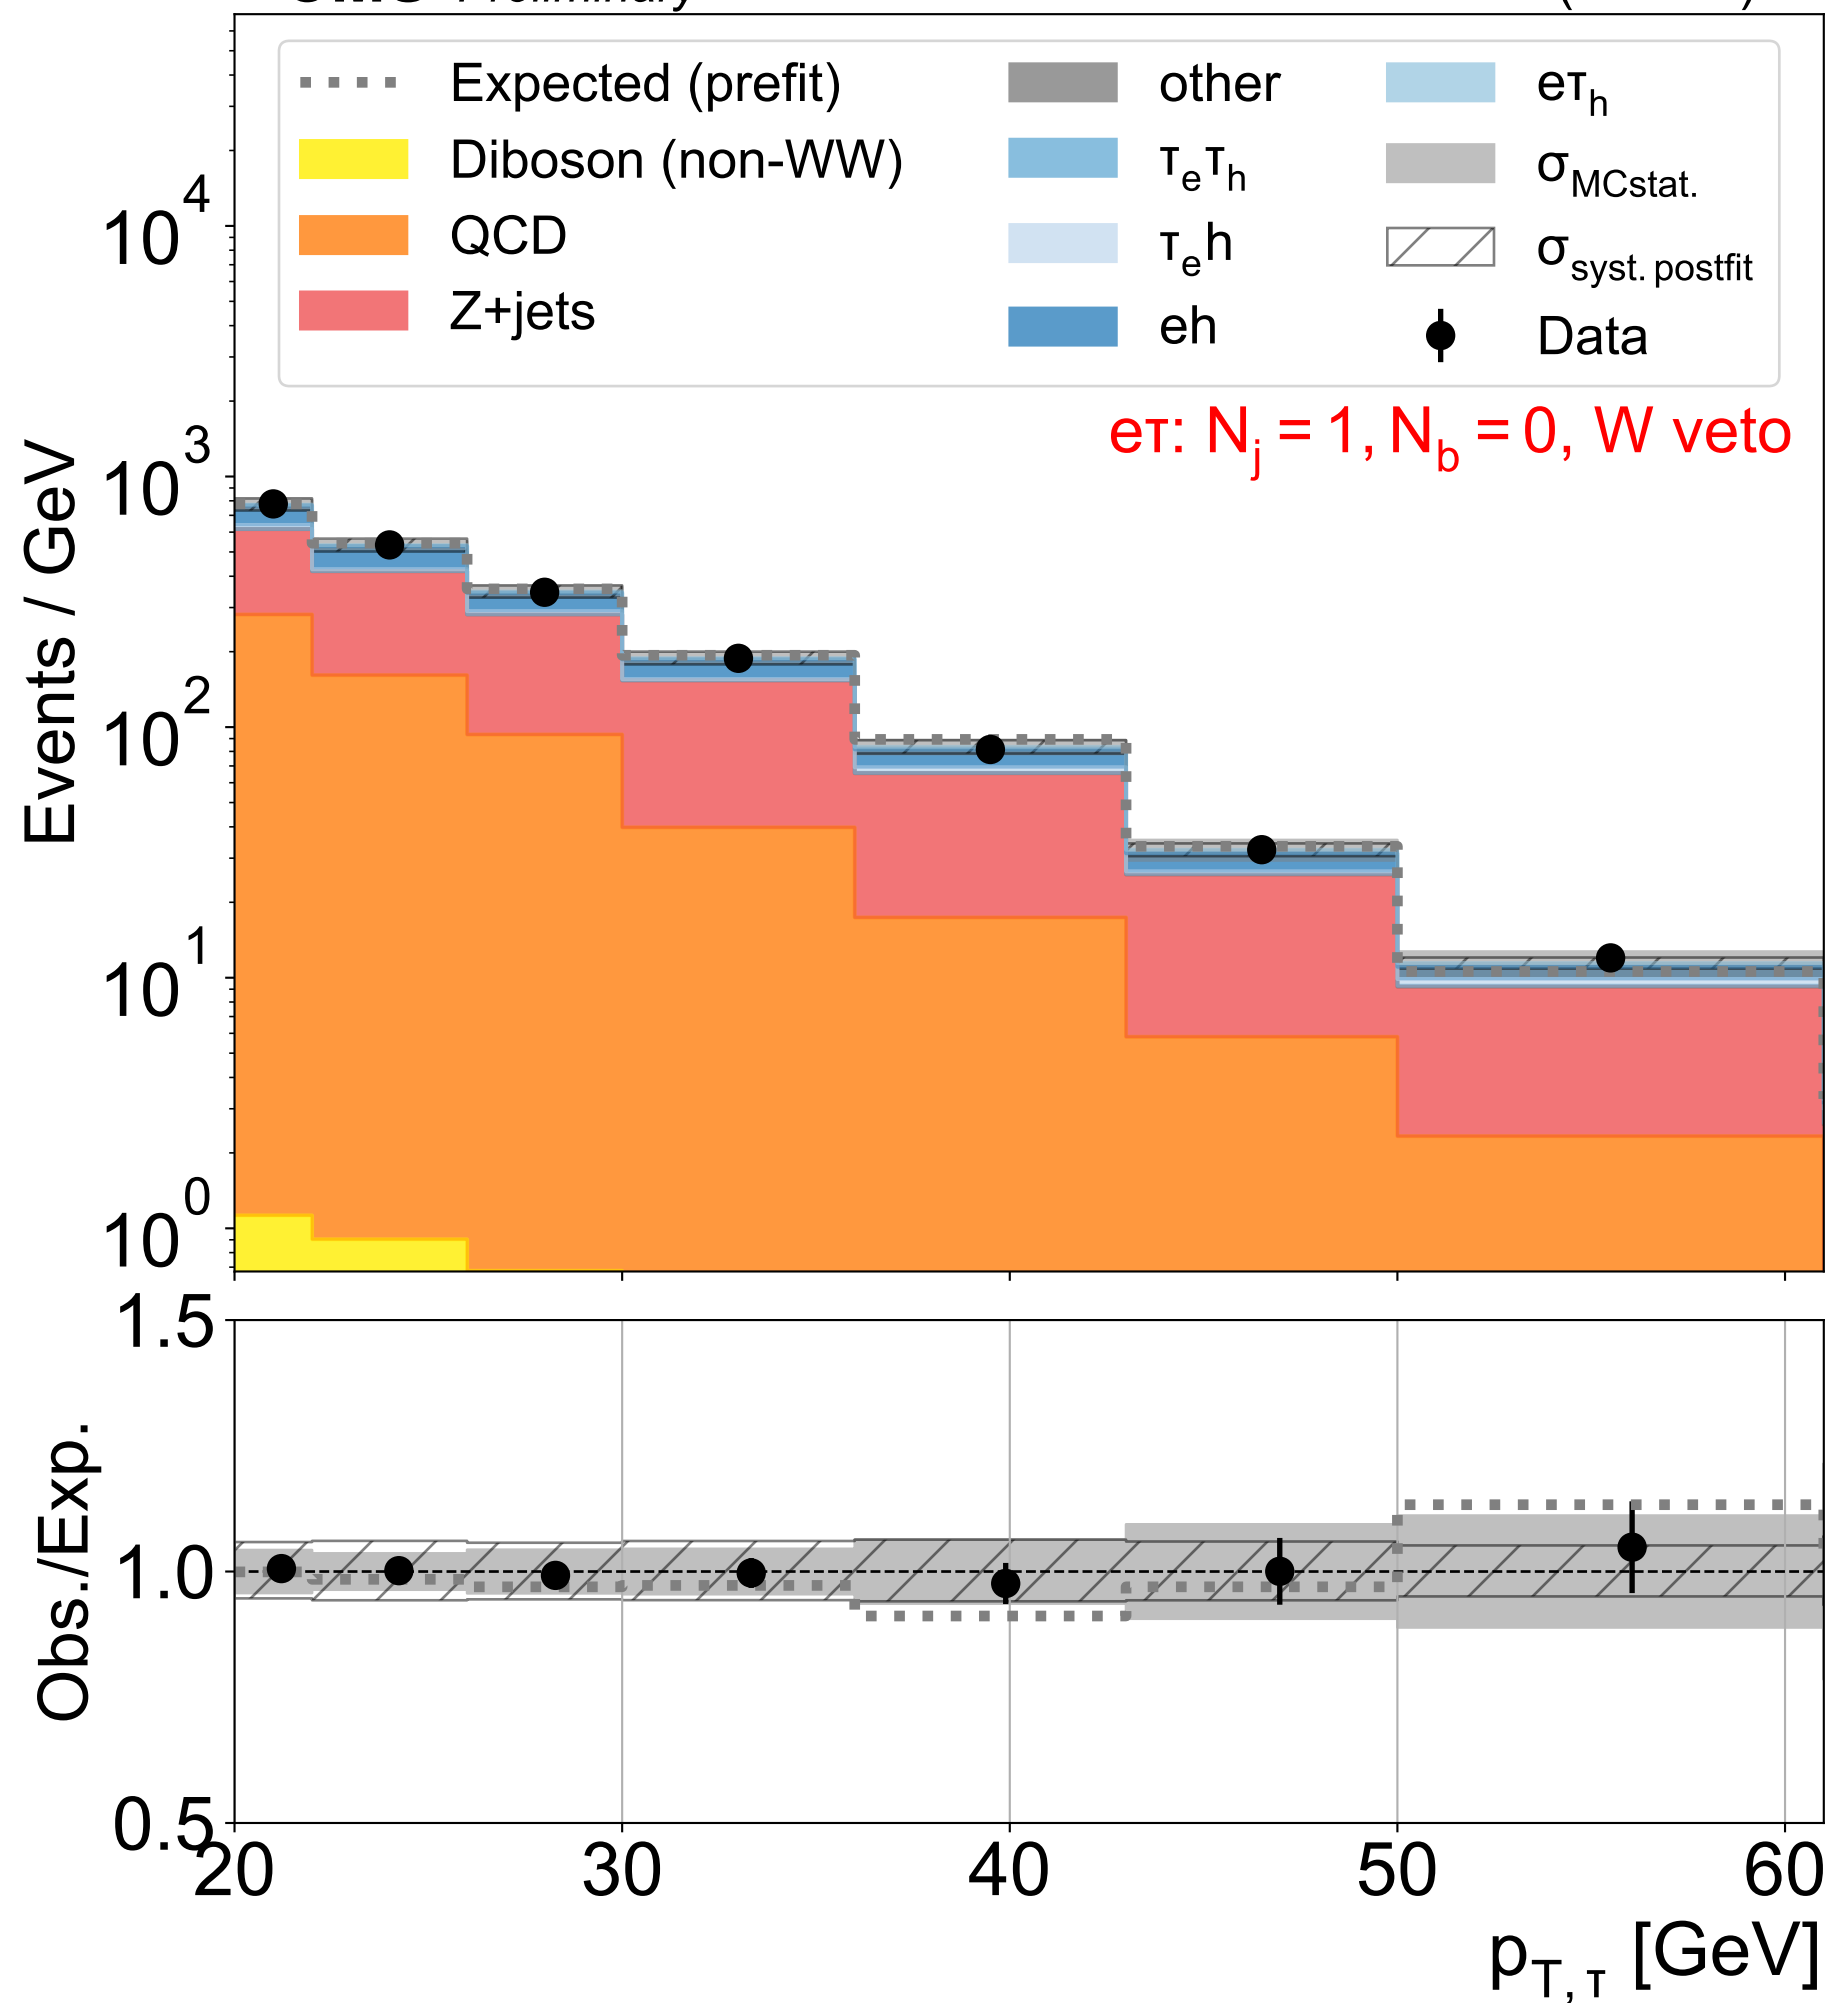 Preliminary
Expected (prefit)
Diboson (non-WW)
QCD
Z+jets
other
τeτh
τeh
eh
eτh
σMCstat.
σsyst. postfit
Data
eτ: Nj = 1, Nb = 0, W veto
Events / GeV
10^4
10^3
10^2
10^1
10^0
Obs./Exp.
1.5
1.0
0.5
20 30 40 50 60
pT, τ [GeV]